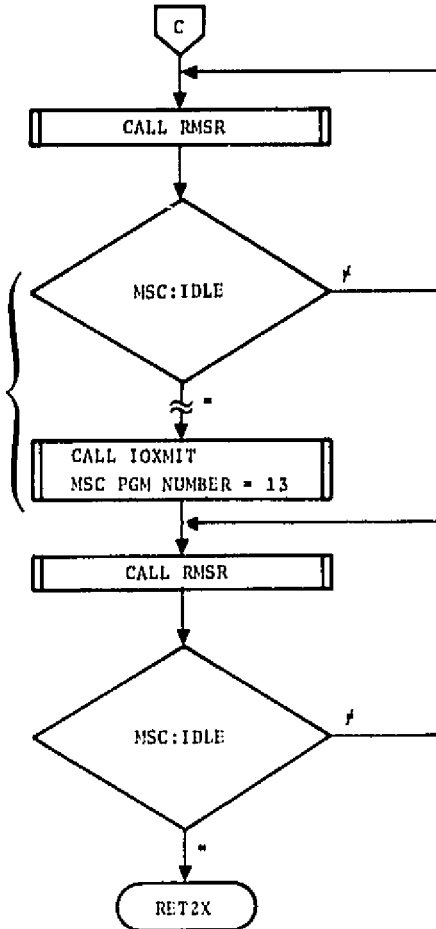 C
CALL RMSR
MSC:IDLE
≠
=
CALL IOXMIT
MSC PGM NUMBER = 13
CALL RMSR
MSC:IDLE
≠
=
RET2X